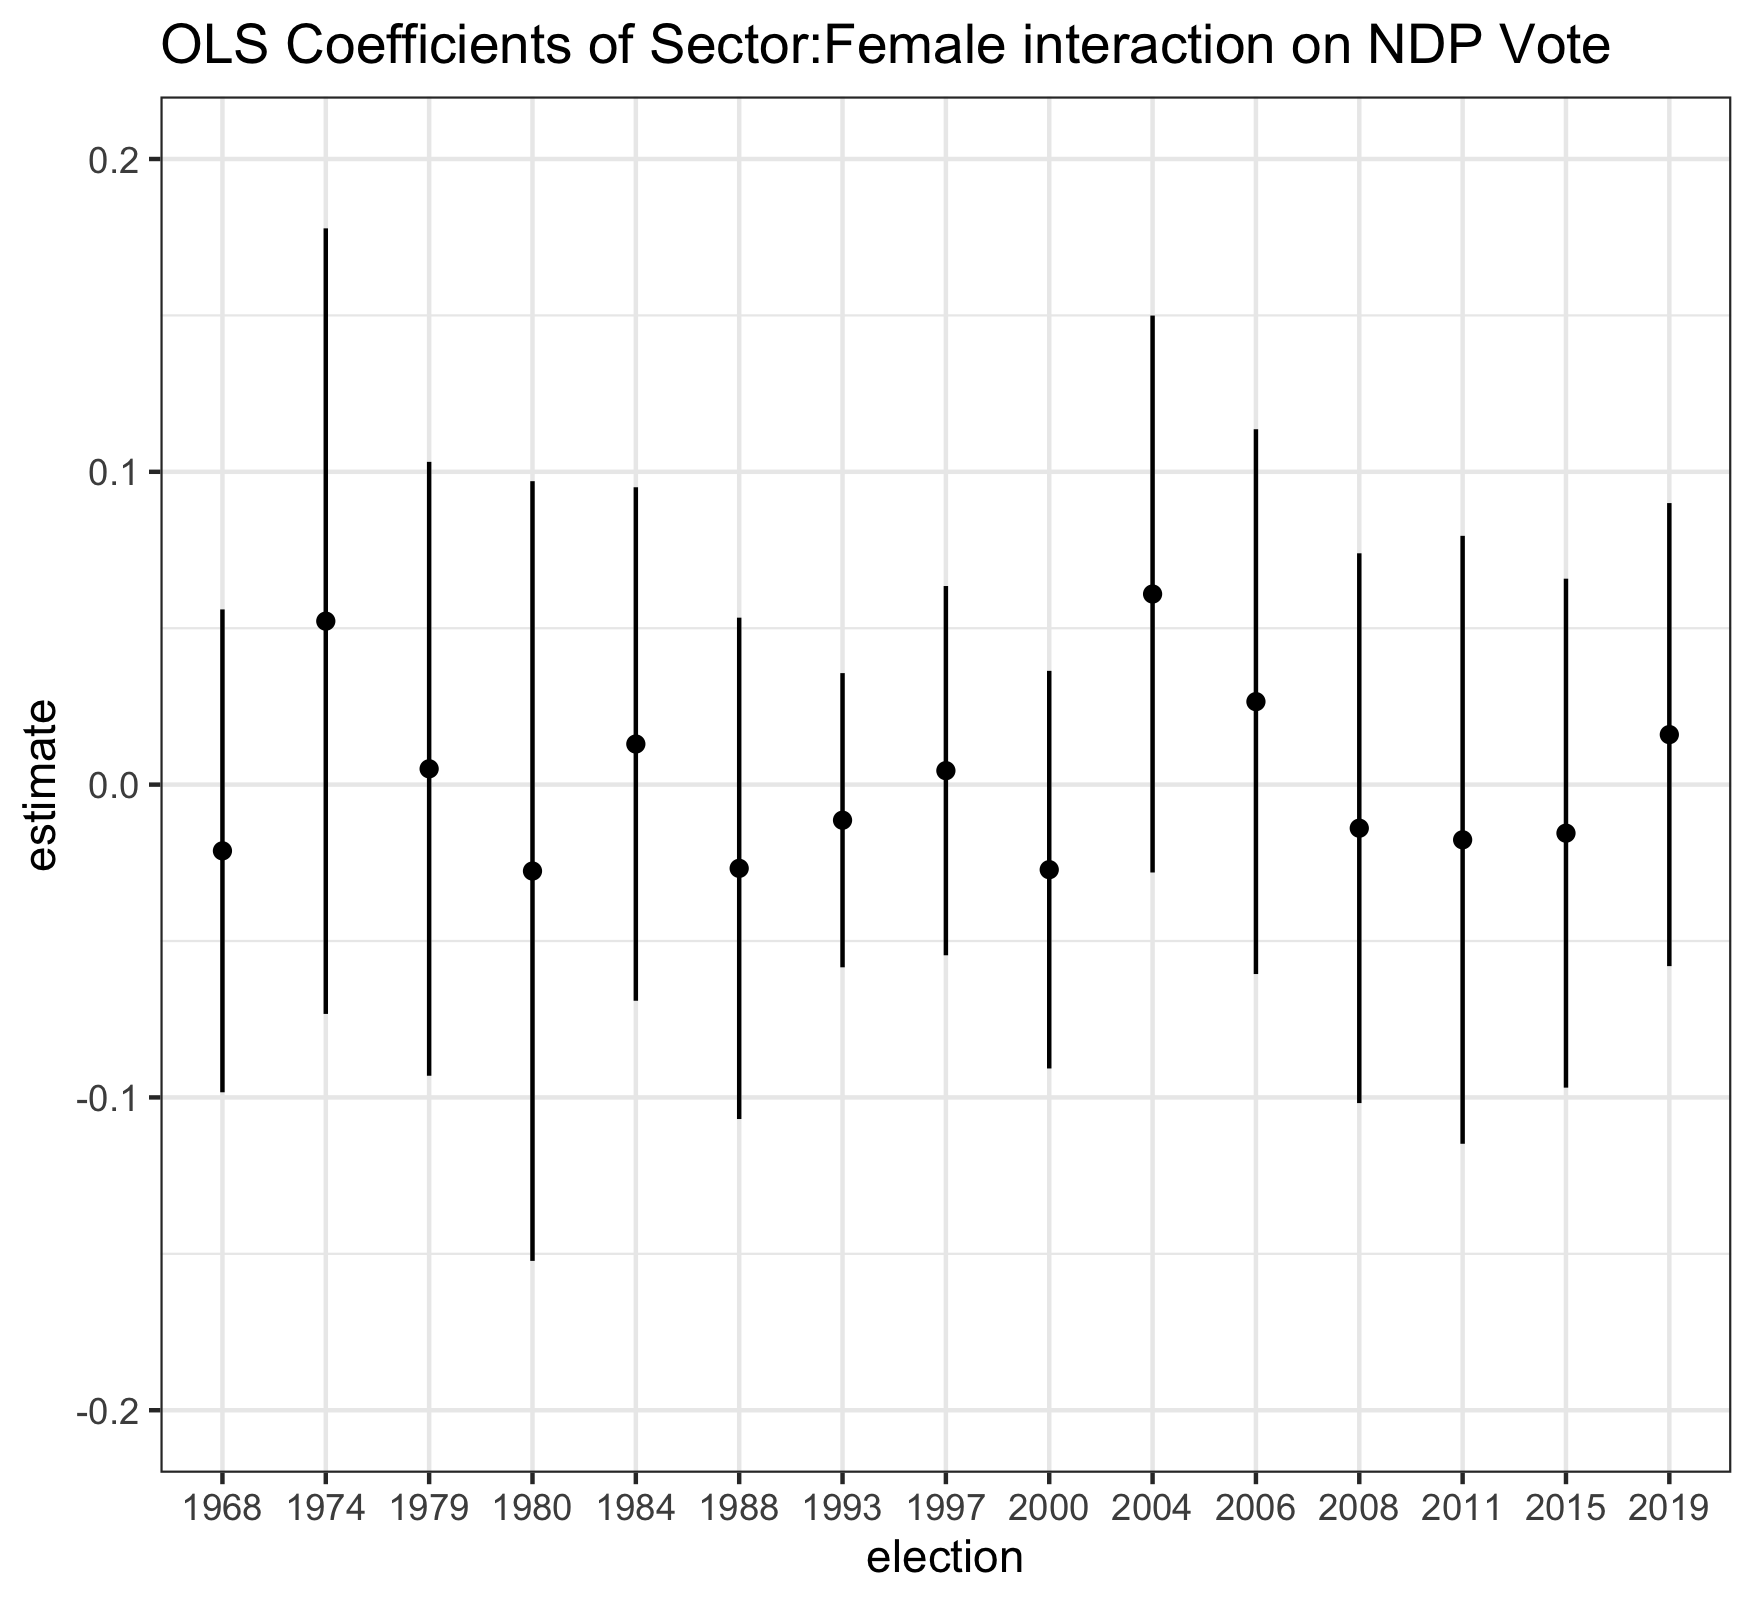 OLS Coefficients of Sector:Female interaction on NDP Vote
estimate
0.2
0.1
0.0
-0.1
-0.2
1968 1974 1979 1980 1984 1988 1993 1997 2000 2004 2006 2008 2011 2015 2019
election